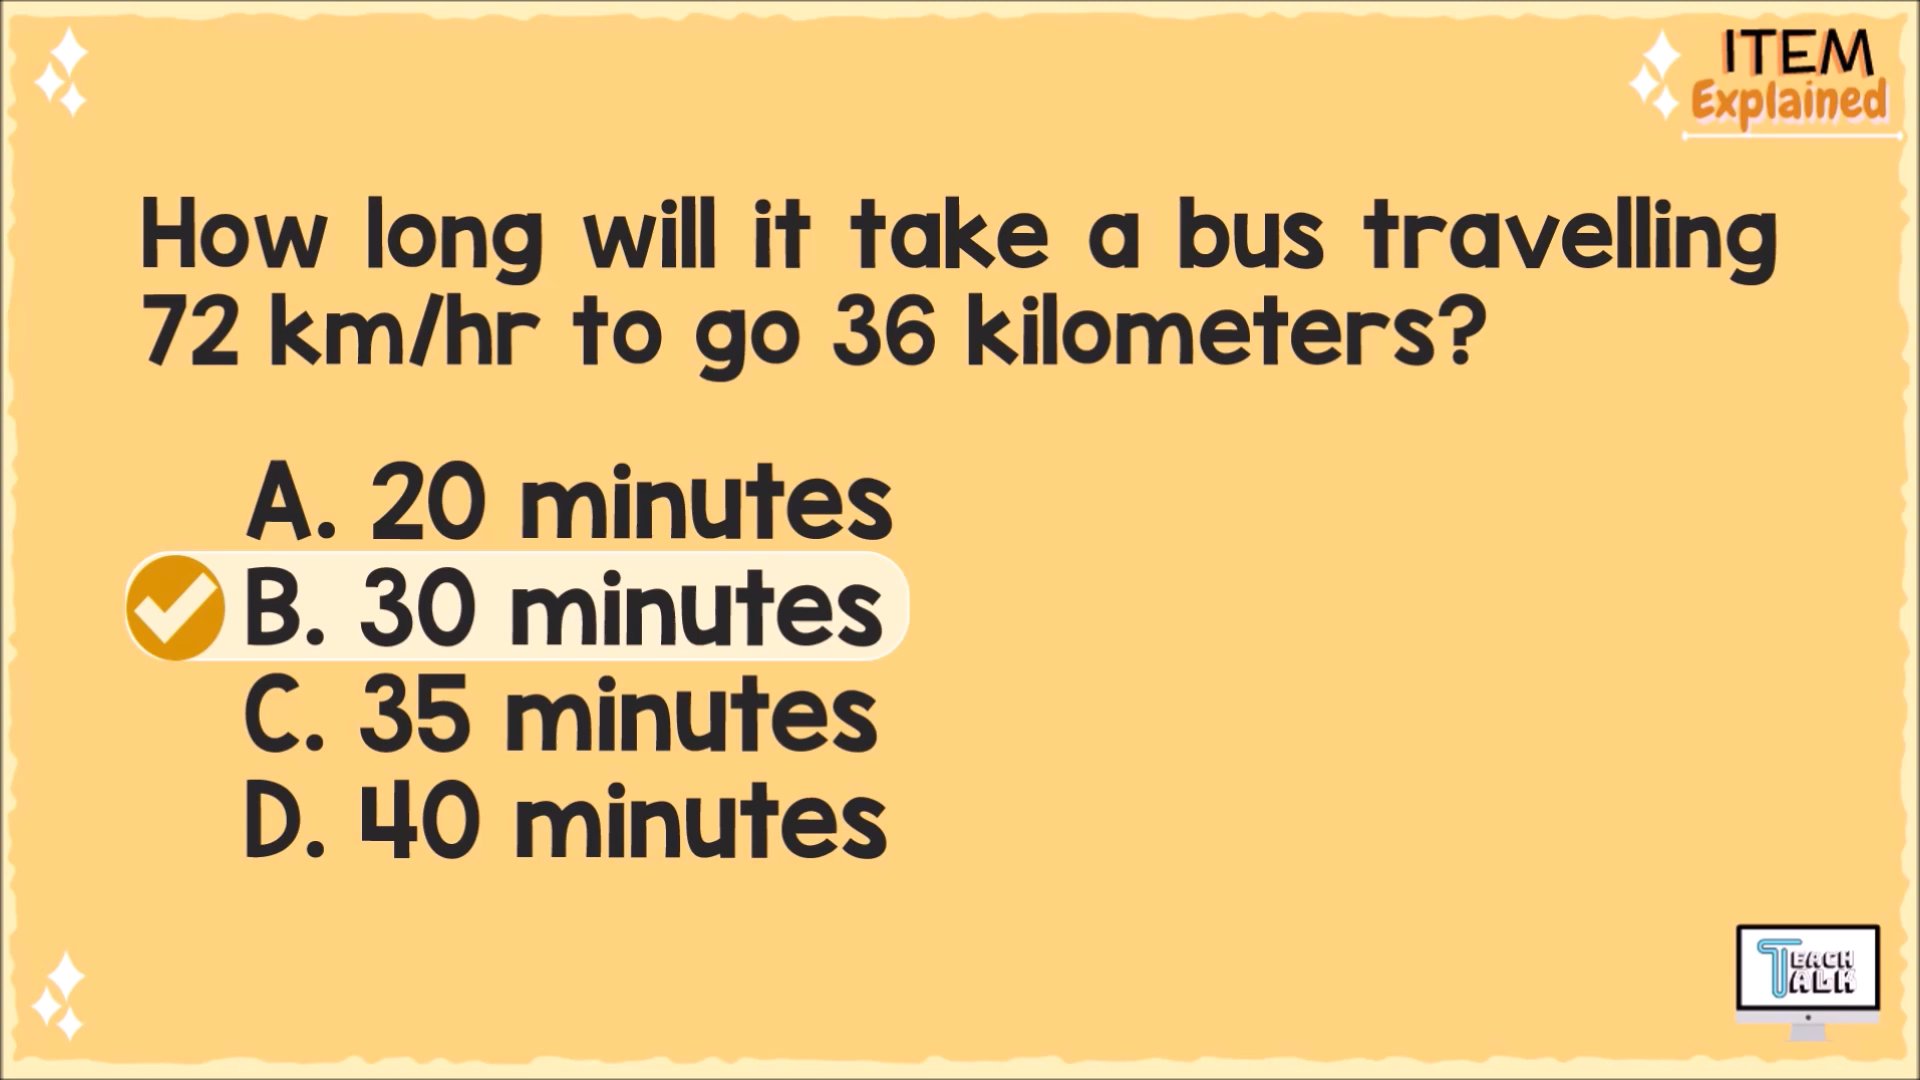 ITEM
Explained
How long will it take a bus travelling
72 km/hr to go 36 kilometers?
A. 20 minutes
B. 30 minutes
C. 35 minutes
D. 40 minutes
TEACH
TALK